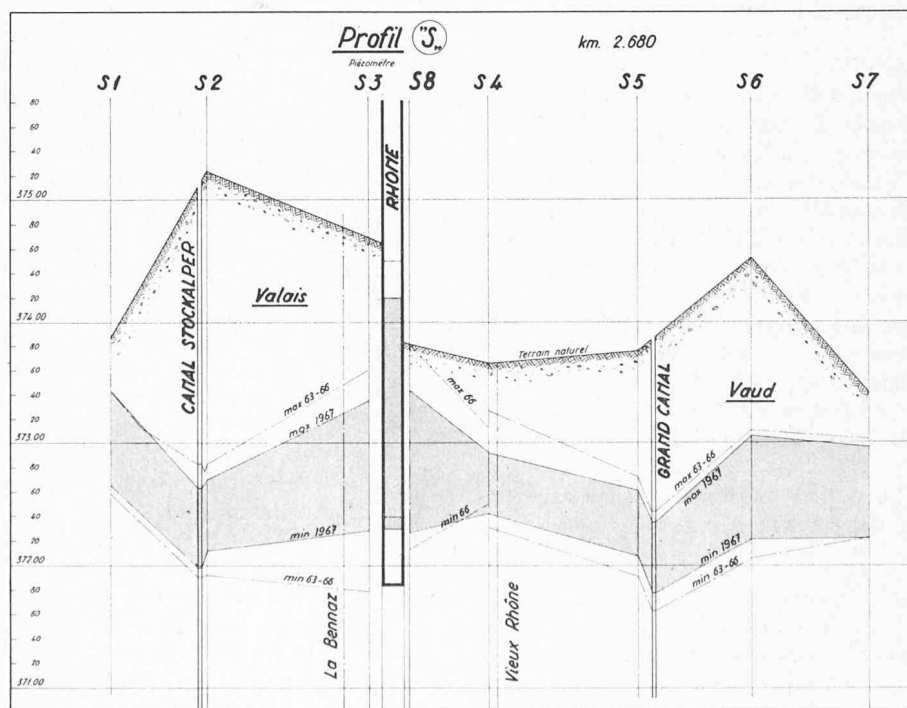 Profil "S„
km. 2.680
Piézomètre
S1 S2 S3 S8 S4 S5 S6 S7
80
60
40
20
375 00
80
60
40
20
374 00
80
60
40
20
373 00
80
60
40
20
372 00
80
60
40
20
371 00
RHONE
CANAL STOCKALPER
Valais
Terrain naturel
GRAND CANAL
Vaud
max 63-66
max 1967
max 66
max 63-66
max 1967
min 1967
min 63-66
min 66
min 1967
min 63-66
La Bennaz
Vieux Rhône